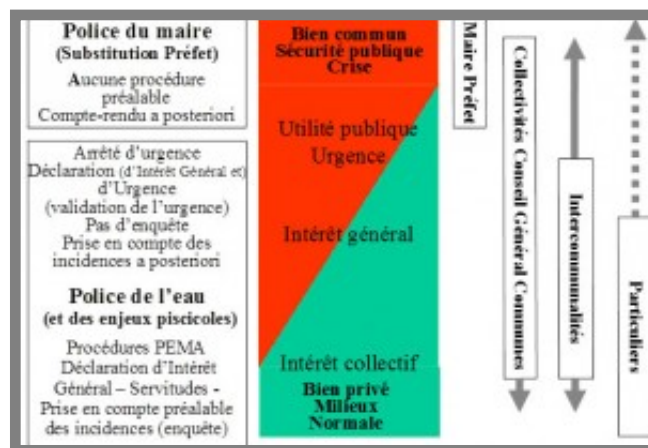 Police du maire
(Substitution Préfet)
Aucune procédure
préalable
Compte-rendu a posteriori
Arrêté d'urgence
Déclaration (d'Intérêt Général et)
d'Urgence
(validation de l'urgence)
Pas d'enquête
Prise en compte des
incidences a posteriori
Police de l'eau
(et des enjeux piscicoles)
Procédures PEMA
Déclaration d'Intérêt
Général – Servitudes -
Prise en compte préalable
des incidences (enquête)
Bien commun
Sécurité publique
Crise
Utilité publique
Urgence
Intérêt général
Intérêt collectif
Bien privé
Milieux
Normale
Maire Préfet
Collectivités Conseil Général Communes
Intercommunalités
Particuliers